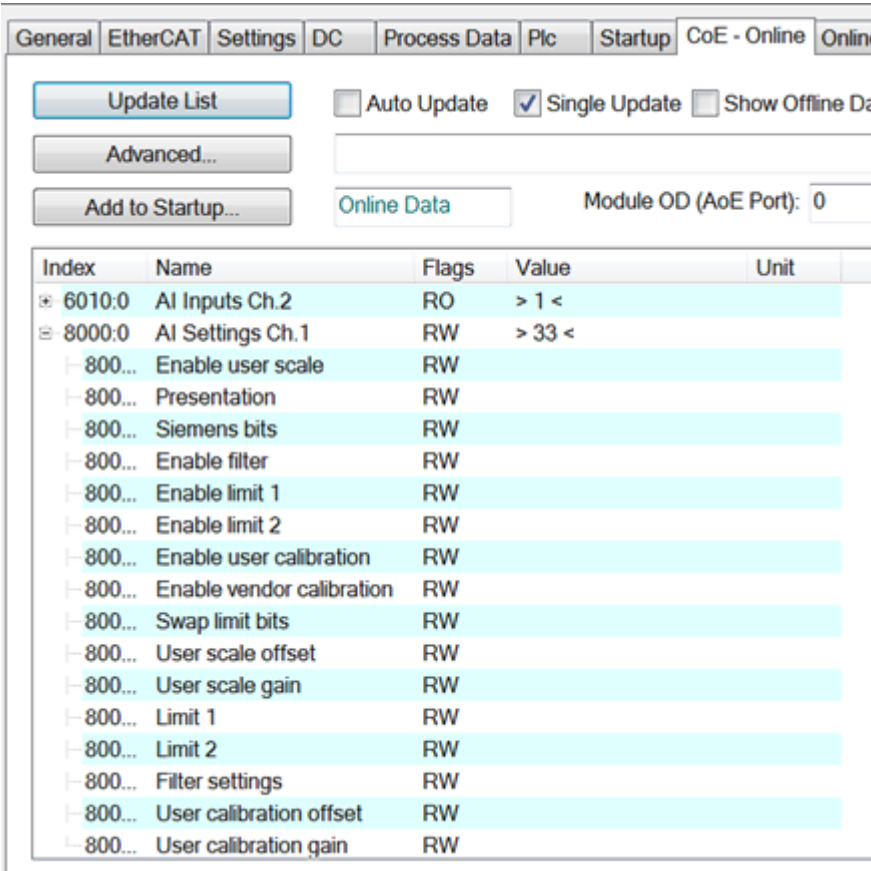 General EtherCAT Settings DC Process Data Plc Startup CoE - Online
Update List Auto Update Single Update Show Offline
Advanced...
Add to Startup... Online Data Module OD (AoE Port): 0
Index Name Flags Value Unit
6010:0 AI Inputs Ch.2 RO > 1 <
8000:0 AI Settings Ch.1 RW > 33 <
800... Enable user scale RW
800... Presentation RW
800... Siemens bits RW
800... Enable filter RW
800... Enable limit 1 RW
800... Enable limit 2 RW
800... Enable user calibration RW
800... Enable vendor calibration RW
800... Swap limit bits RW
800... User scale offset RW
800... User scale gain RW
800... Limit 1 RW
800... Limit 2 RW
800... Filter settings RW
800... User calibration offset RW
800... User calibration gain RW